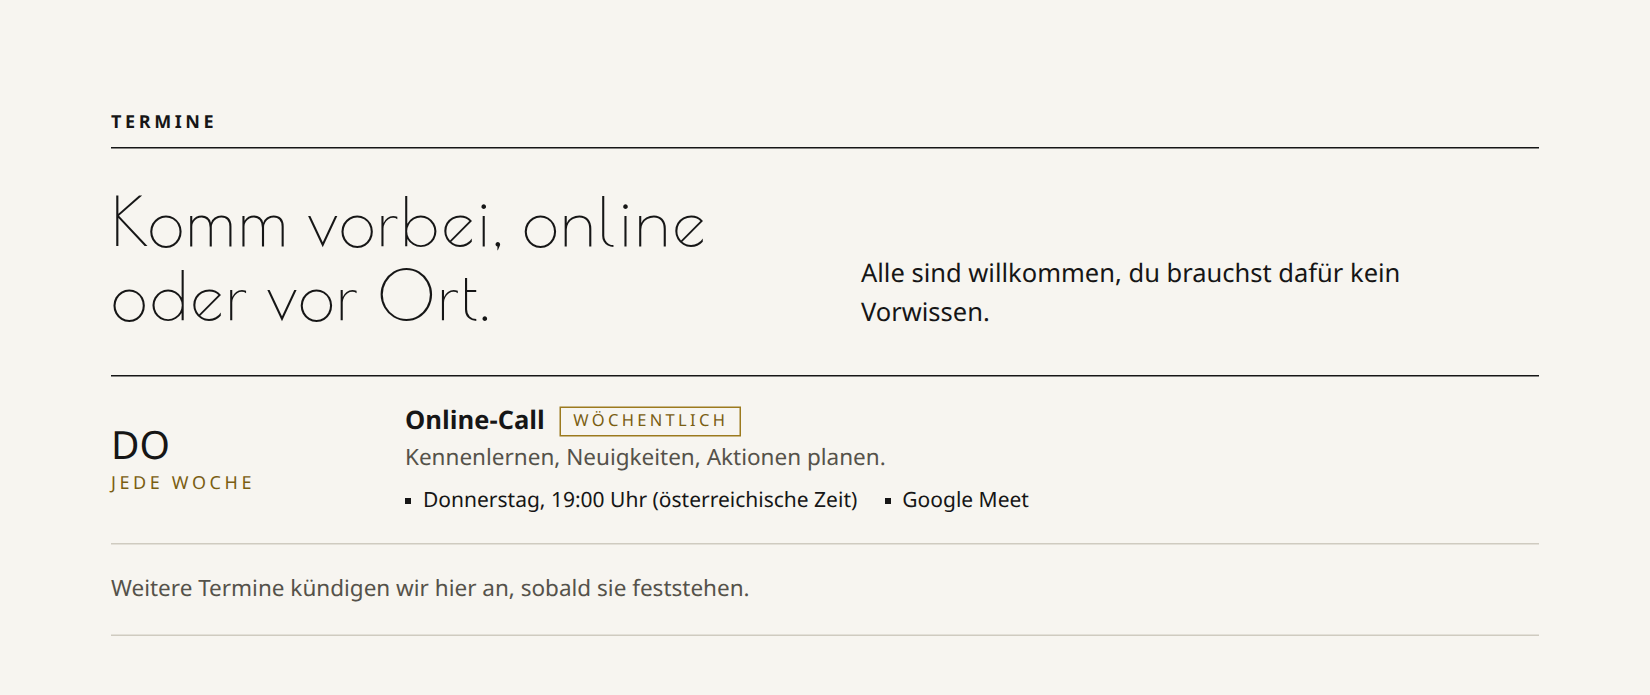 TERMINE
Komm vorbei, online
oder vor Ort.
Alle sind willkommen, du brauchst dafür kein
Vorwissen.
DO
JEDE WOCHE
Online-Call WÖCHENTLICH
Kennenlernen, Neuigkeiten, Aktionen planen.
Donnerstag, 19:00 Uhr (österreichische Zeit) Google Meet
Weitere Termine kündigen wir hier an, sobald sie feststehen.